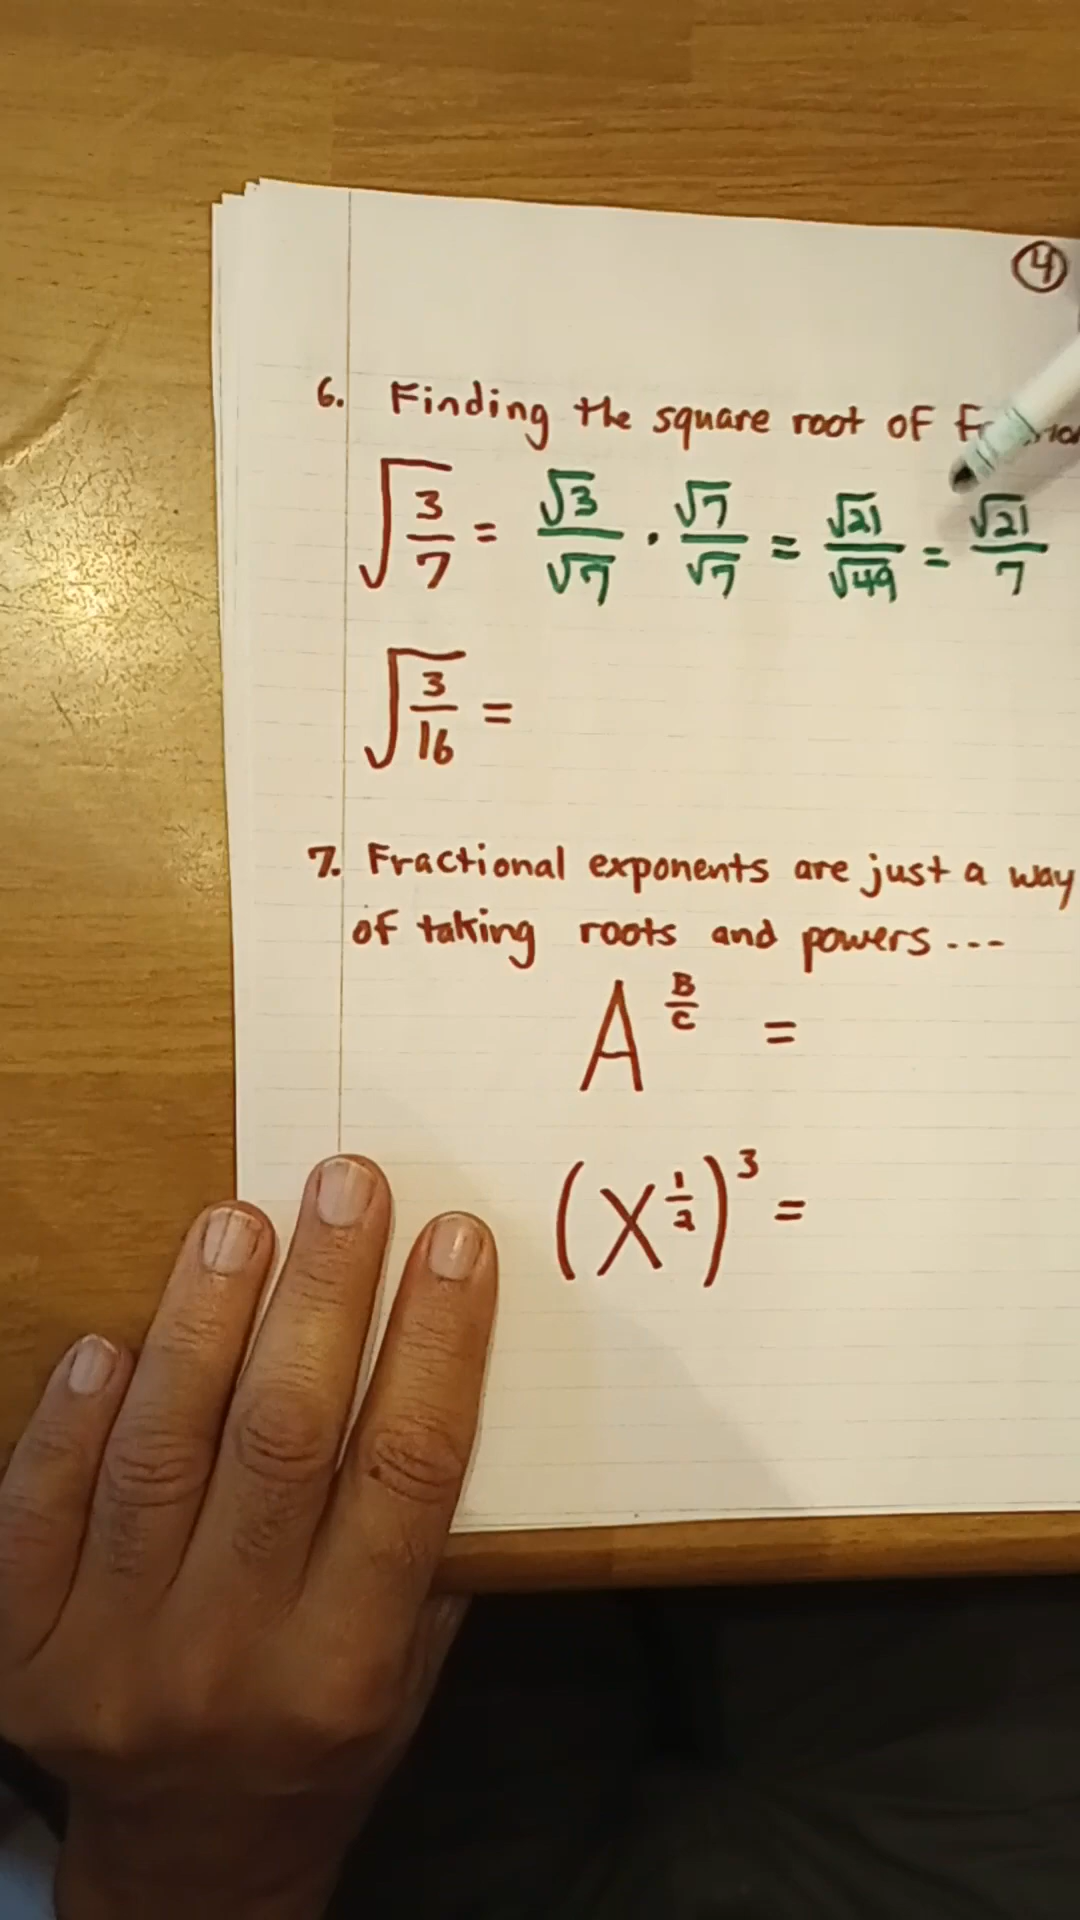 ④
6. Finding the square root of
√(3/7) = √3/√7 · √7/√7 = √21/√49 = √21/7
√(3/16) =
7. Fractional exponents are just a way
of taking roots and powers ---
A^(B/C) =
(X^(1/2))^3 =